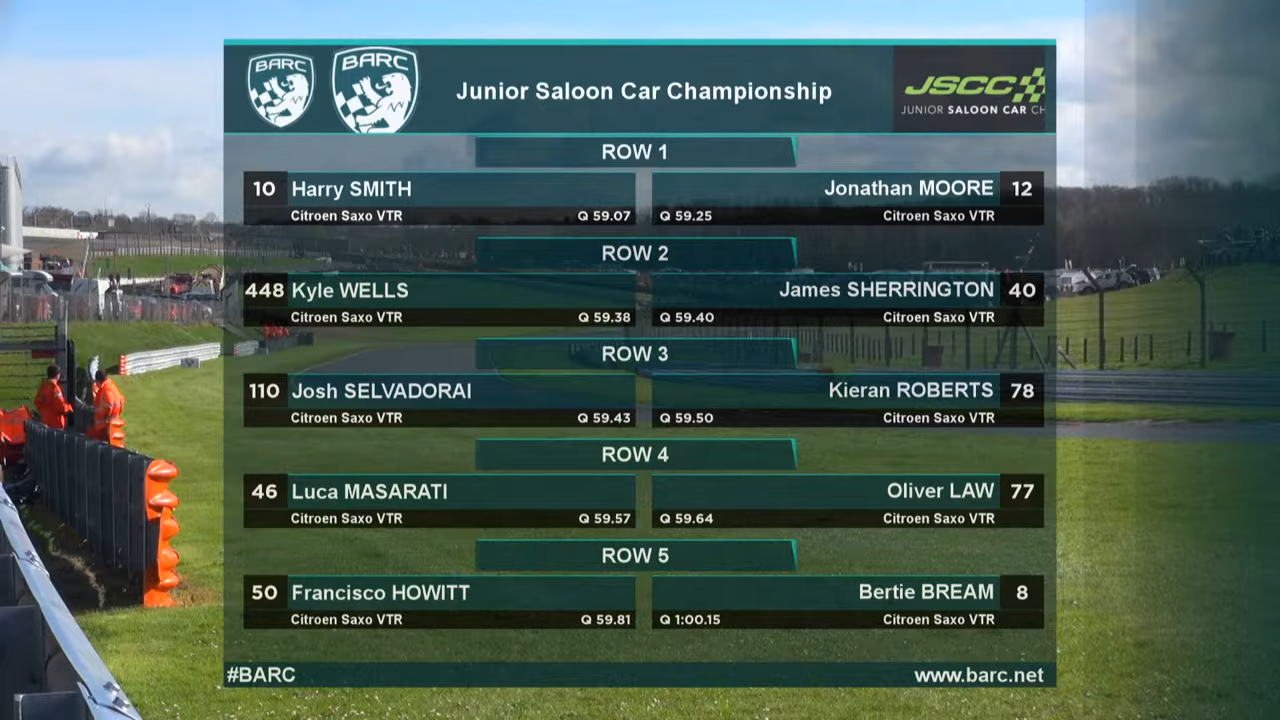 BARC
BARC
Junior Saloon Car Championship
JSCC
JUNIOR SALOON CAR CH
ROW 1
10 Harry SMITH
Citroen Saxo VTR Q 59.07
Jonathan MOORE 12
Q 59.25 Citroen Saxo VTR
ROW 2
448 Kyle WELLS
Citroen Saxo VTR Q 59.38
James SHERRINGTON 40
Q 59.40 Citroen Saxo VTR
ROW 3
110 Josh SELVADORAI
Citroen Saxo VTR Q 59.43
Kieran ROBERTS 78
Q 59.50 Citroen Saxo VTR
ROW 4
46 Luca MASARATI
Citroen Saxo VTR Q 59.57
Oliver LAW 77
Q 59.64 Citroen Saxo VTR
ROW 5
50 Francisco HOWITT
Citroen Saxo VTR Q 59.81
Bertie BREAM 8
Q 1:00.15 Citroen Saxo VTR
#BARC
www.barc.net